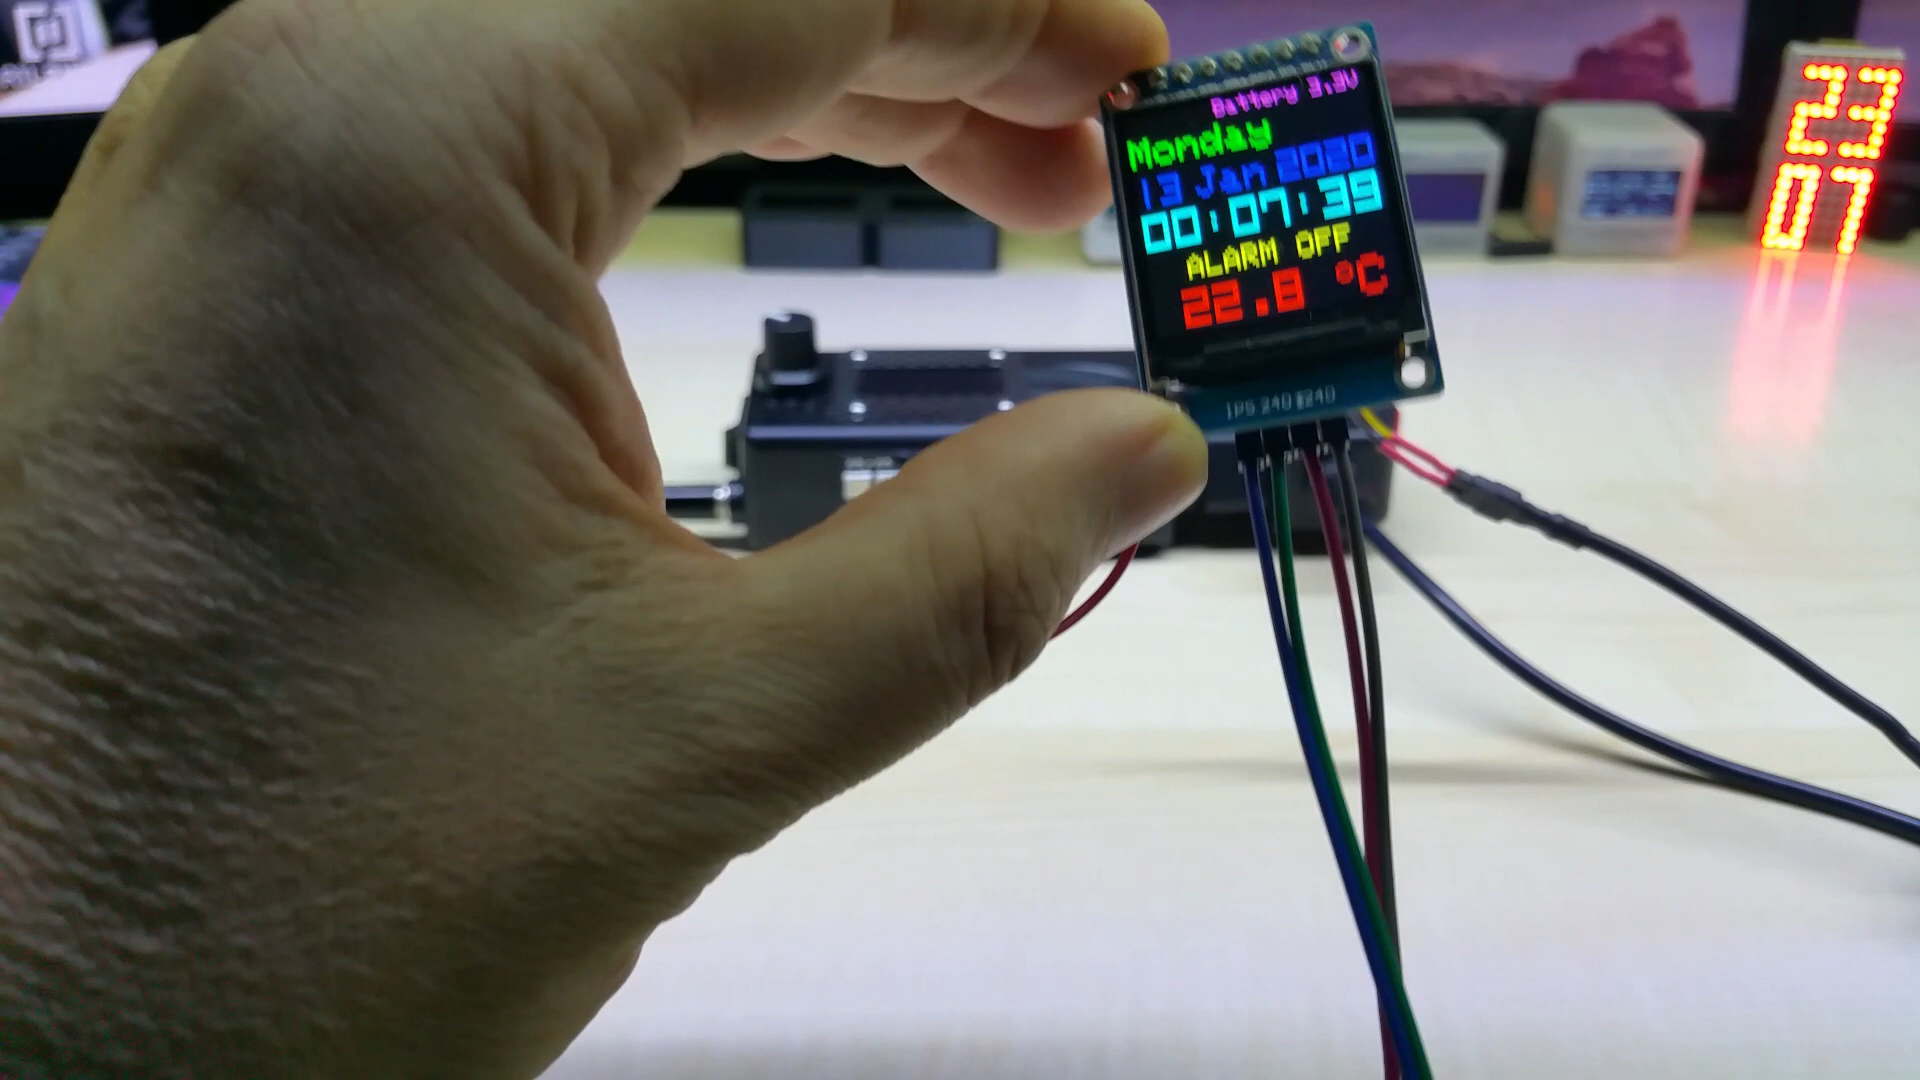 Battery 3.3V
Monday
13 Jan 2020
00:07:39
ALARM OFF
22.8 °C
IPS 240*240
23
07